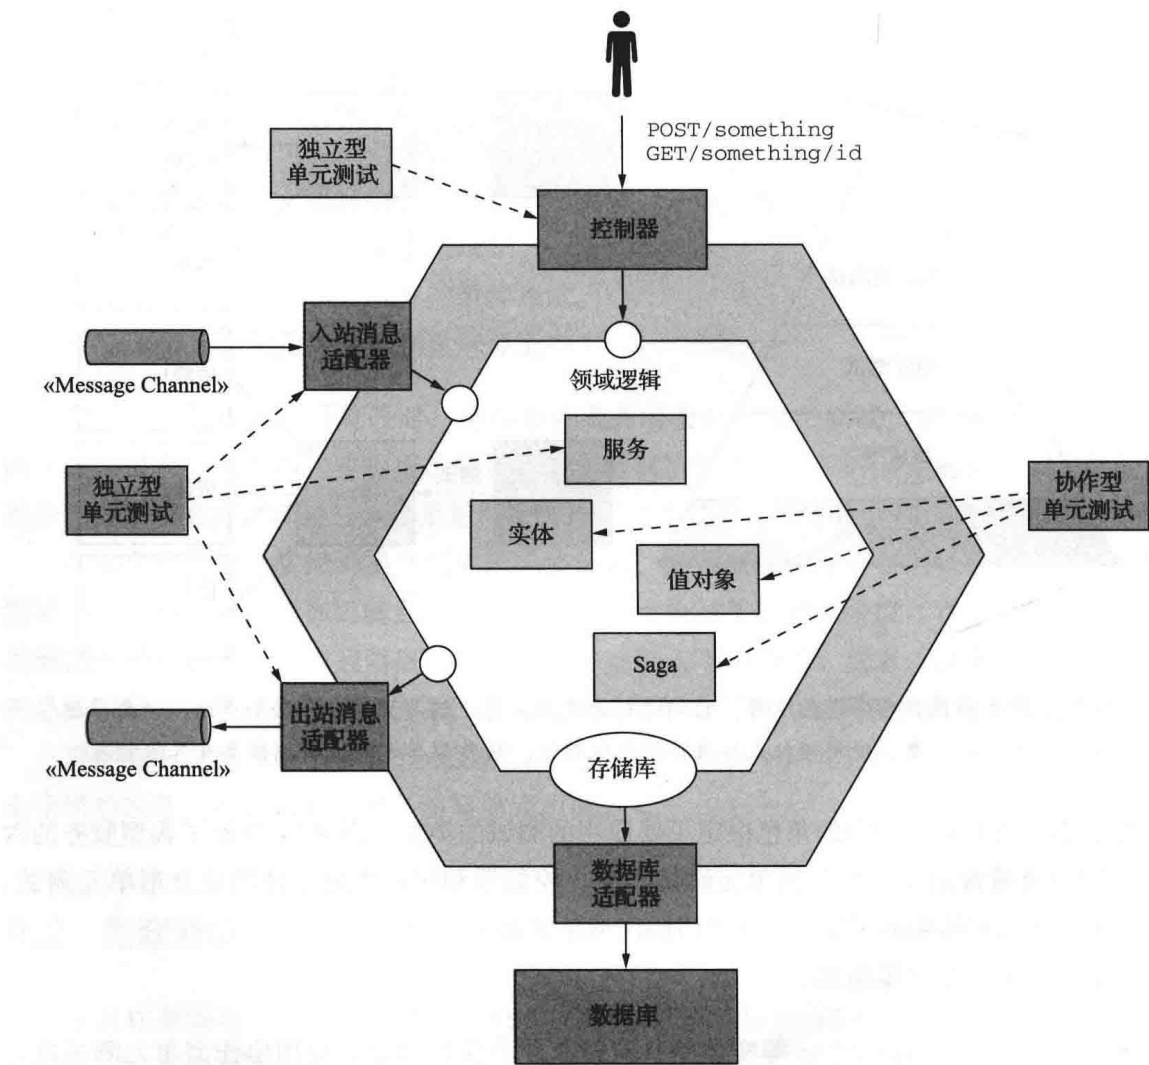 POST/something
GET/something/id
独立型
单元测试
控制器
入站消息
适配器
«Message Channel»
领域逻辑
服务
独立型
单元测试
协作型
单元测试
实体
值对象
Saga
出站消息
适配器
«Message Channel»
存储库
数据库
适配器
数据库